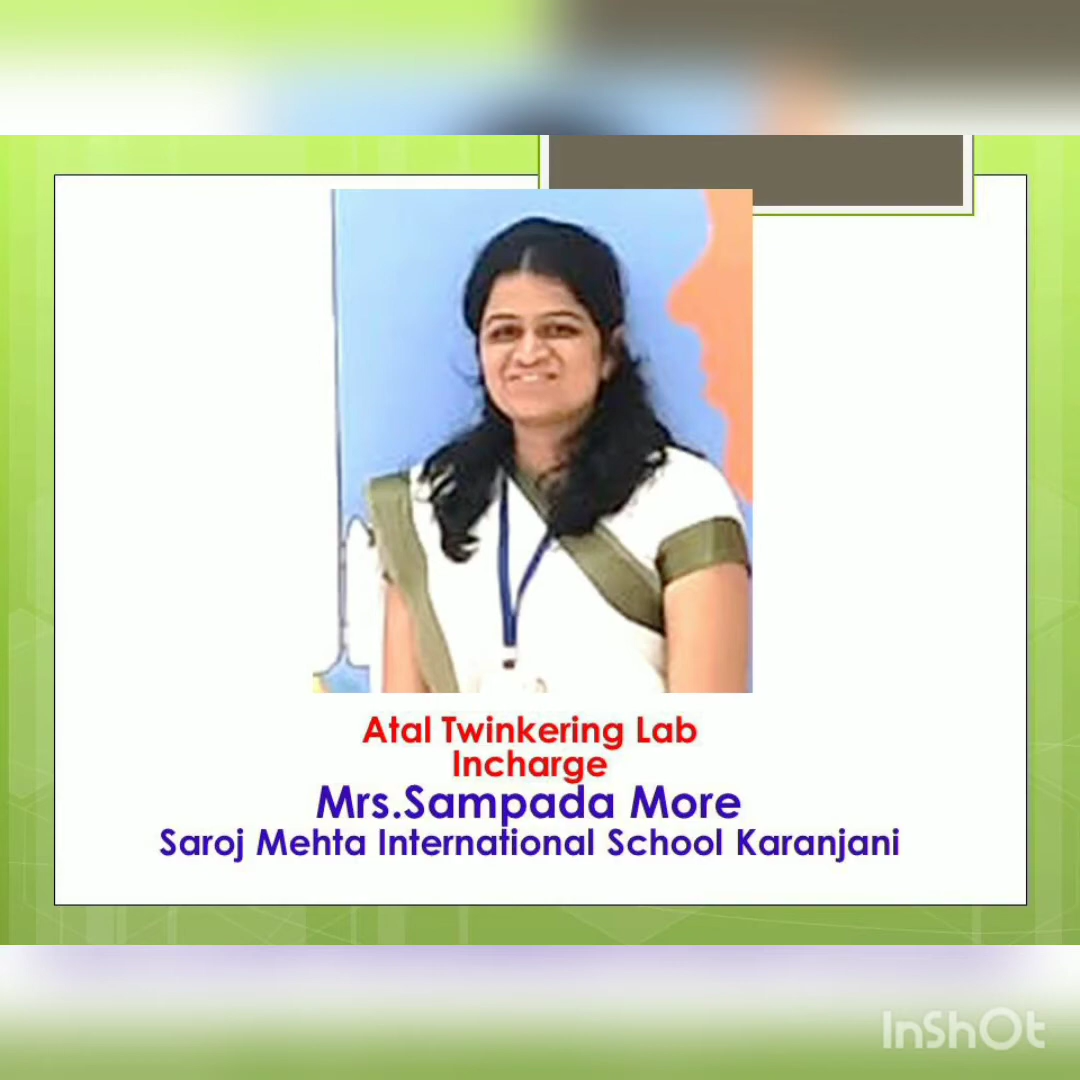 Atal Twinkering Lab
Incharge
Mrs.Sampada More
Saroj Mehta International School Karanjani
InShOt